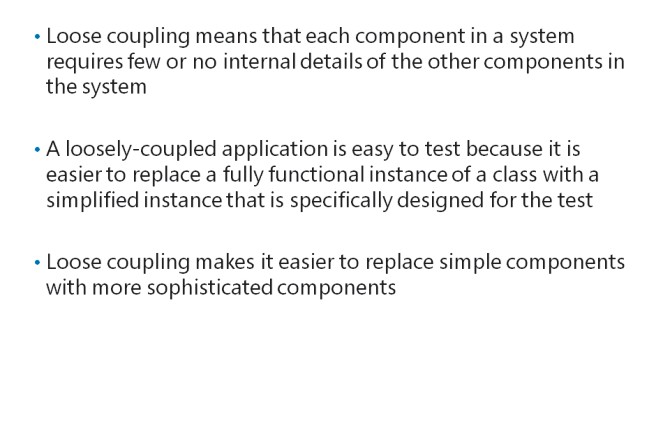 • Loose coupling means that each component in a system
requires few or no internal details of the other components in
the system
• A loosely-coupled application is easy to test because it is
easier to replace a fully functional instance of a class with a
simplified instance that is specifically designed for the test
• Loose coupling makes it easier to replace simple components
with more sophisticated components